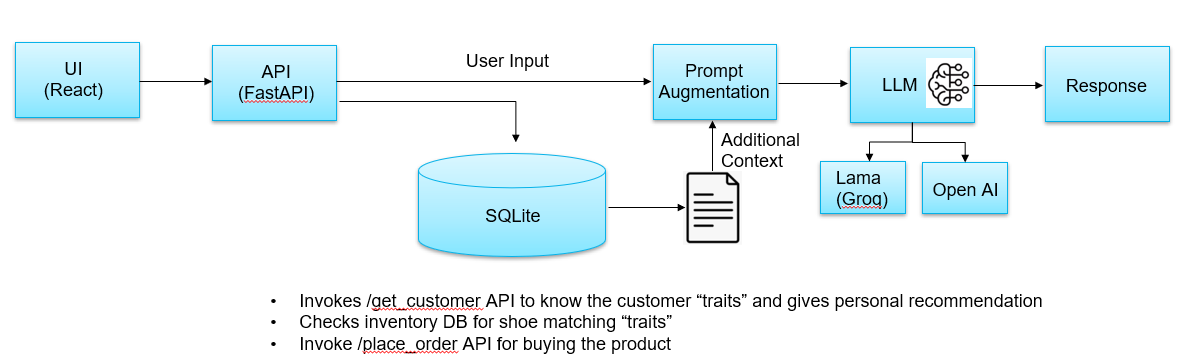 UI
(React)
API
(FastAPI)
User Input
Prompt
Augmentation
LLM
Response
Additional
Context
SQLite
Lama
(Groq)
Open AI
• Invokes /get_customer API to know the customer “traits” and gives personal recommendation
• Checks inventory DB for shoe matching “traits”
• Invoke /place_order API for buying the product